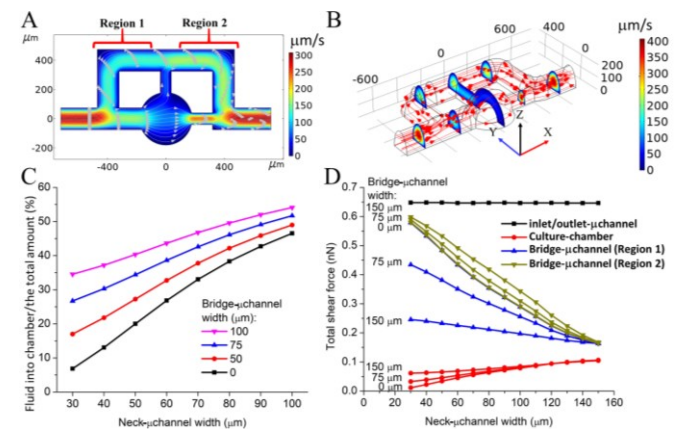 A
Region 1 Region 2
μm
μm/s
400
200
0
-200
-400 0 400
μm
300
250
200
150
100
50
0
B
-600
0
600
400
0
-400
200
100
0
μm/s
400
350
300
250
200
150
100
50
0
Z
Y
X
C
Fluid into chamber/the total amount (%)
60
50
40
30
20
10
0
30 40 50 60 70 80 90 100
Neck-μchannel width (μm)
Bridge-μchannel
width (μm):
100
75
50
0
D
Total shear force (nN)
0.7
0.6
0.5
0.4
0.3
0.2
0.1
0.0
0 20 40 60 80 100 120 140 160
Neck-μchannel width (μm)
Bridge-μchannel
width:
150 μm
75 μm
0 μm
75 μm
150 μm
150 μm
75 μm
0 μm
inlet/outlet-μchannel
Culture-chamber
Bridge-μchannel (Region 1)
Bridge-μchannel (Region 2)